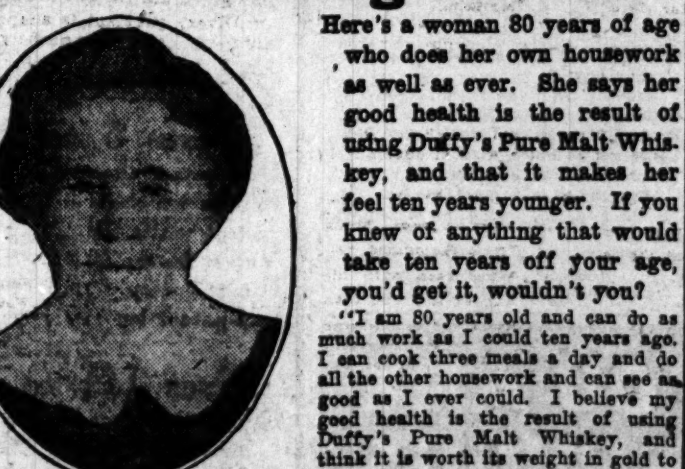 Here's a woman 80 years of age
who does her own housework
as well as ever. She says her
good health is the result of
using Duffy's Pure Malt Whis-
key, and that it makes her
feel ten years younger. If you
knew of anything that would
take ten years off your age,
you'd get it, wouldn't you?
"I am 80 years old and can do as
much work as I could ten years ago.
I can cook three meals a day and do
all the other housework and can see as
good as I ever could. I believe my
good health is the result of using
Duffy's Pure Malt Whiskey, and
think it is worth its weight in gold to